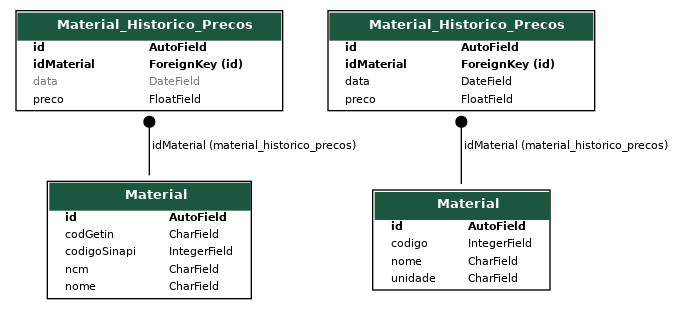 Material_Historico_Precos
id AutoField
idMaterial ForeignKey (id)
data DateField
preco FloatField
idMaterial (material_historico_precos)
Material
id AutoField
codGetin CharField
codigoSinapi IntegerField
ncm CharField
nome CharField
Material_Historico_Precos
id AutoField
idMaterial ForeignKey (id)
data DateField
preco FloatField
idMaterial (material_historico_precos)
Material
id AutoField
codigo IntegerField
nome CharField
unidade CharField